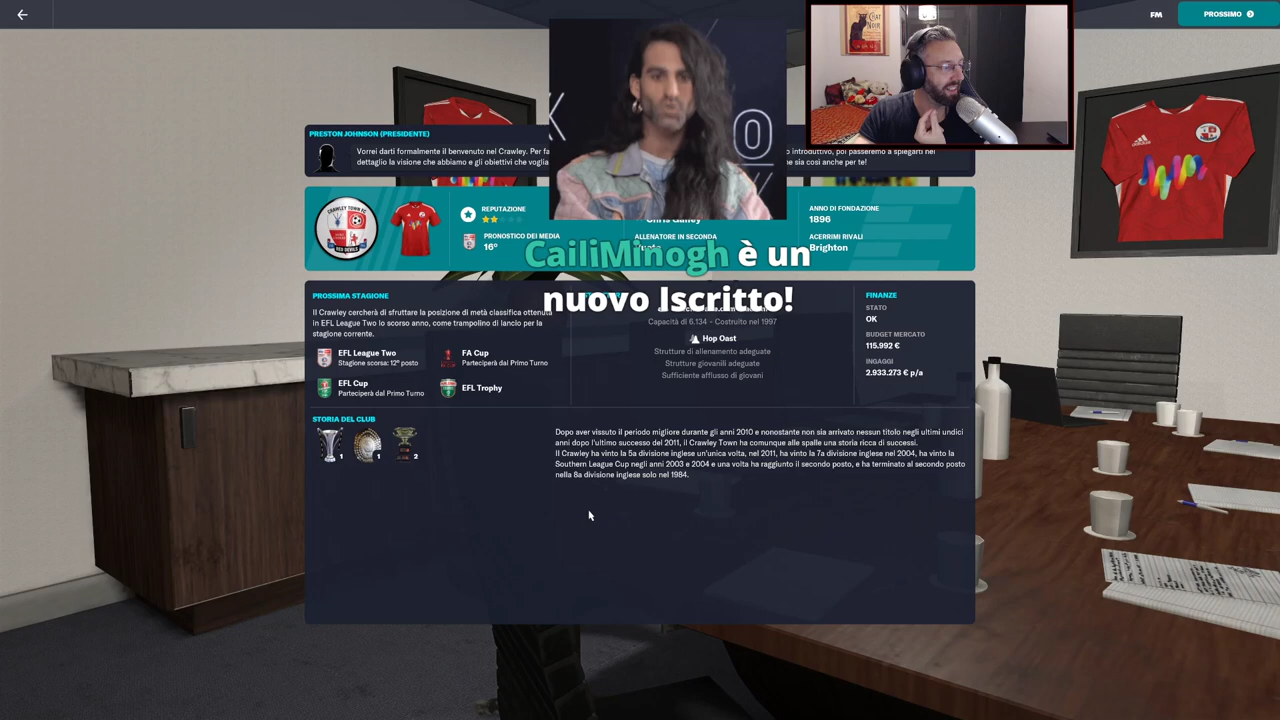 FM
PROSSIMO
PRESTON JOHNSON (PRESIDENTE)
Vorrei darti formalmente il benvenuto nel Crawley. Per fa
o introduttivo, poi passeremo a spiegarti nel
dettaglio la visione che abbiamo e gli obiettivi che voglia
ne sia così anche per te!
REPUTAZIONE
PRONOSTICO DEI MEDIA
16°
ALLENATORE IN SECONDA
ANNO DI FONDAZIONE
1896
ACERRIMI RIVALI
Brighton
CailiMinogh è un
nuovo Iscritto!
PROSSIMA STAGIONE
Il Crawley cercherà di sfruttare la posizione di metà classifica ottenuta
in EFL League Two lo scorso anno, come trampolino di lancio per la
stagione corrente.
EFL League Two
Stagione scorsa: 12° posto
FA Cup
Parteciperà dal Primo Turno
EFL Cup
Parteciperà dal Primo Turno
EFL Trophy
Capacità di 6.134 - Costruito nel 1997
Hop Oast
Strutture di allenamento adeguate
Strutture giovanili adeguate
Sufficiente afflusso di giovani
FINANZE
STATO
OK
BUDGET MERCATO
115.992 €
INGAGGI
2.933.273 € p/a
STORIA DEL CLUB
1
1
2
Dopo aver vissuto il periodo migliore durante gli anni 2010 e nonostante non sia arrivato nessun titolo negli ultimi undici
anni dopo l'ultimo successo del 2011, il Crawley Town ha comunque alle spalle una storia ricca di successi.
Il Crawley ha vinto la 5a divisione inglese un'unica volta, nel 2011, ha vinto la 7a divisione inglese nel 2004, ha vinto la
Southern League Cup negli anni 2003 e 2004 e una volta ha raggiunto il secondo posto, e ha terminato al secondo posto
nella 8a divisione inglese solo nel 1984.